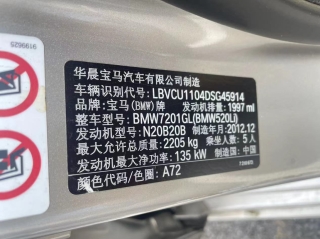 华晨宝马汽车有限公司制造
车辆识别代号: LBVCU1104DSG45914
品牌: 宝马(BMW)牌 发动机排量: 1997 ml
整车型号: BMW7201GL(BMW520Li)
发动机型号: N20B20B 制造年月: 2012.12
最大允许总质量: 2205 kg 乘坐人数: 5人
发动机最大净功率: 135 kW 中国制造
颜色代码/色圈: A72